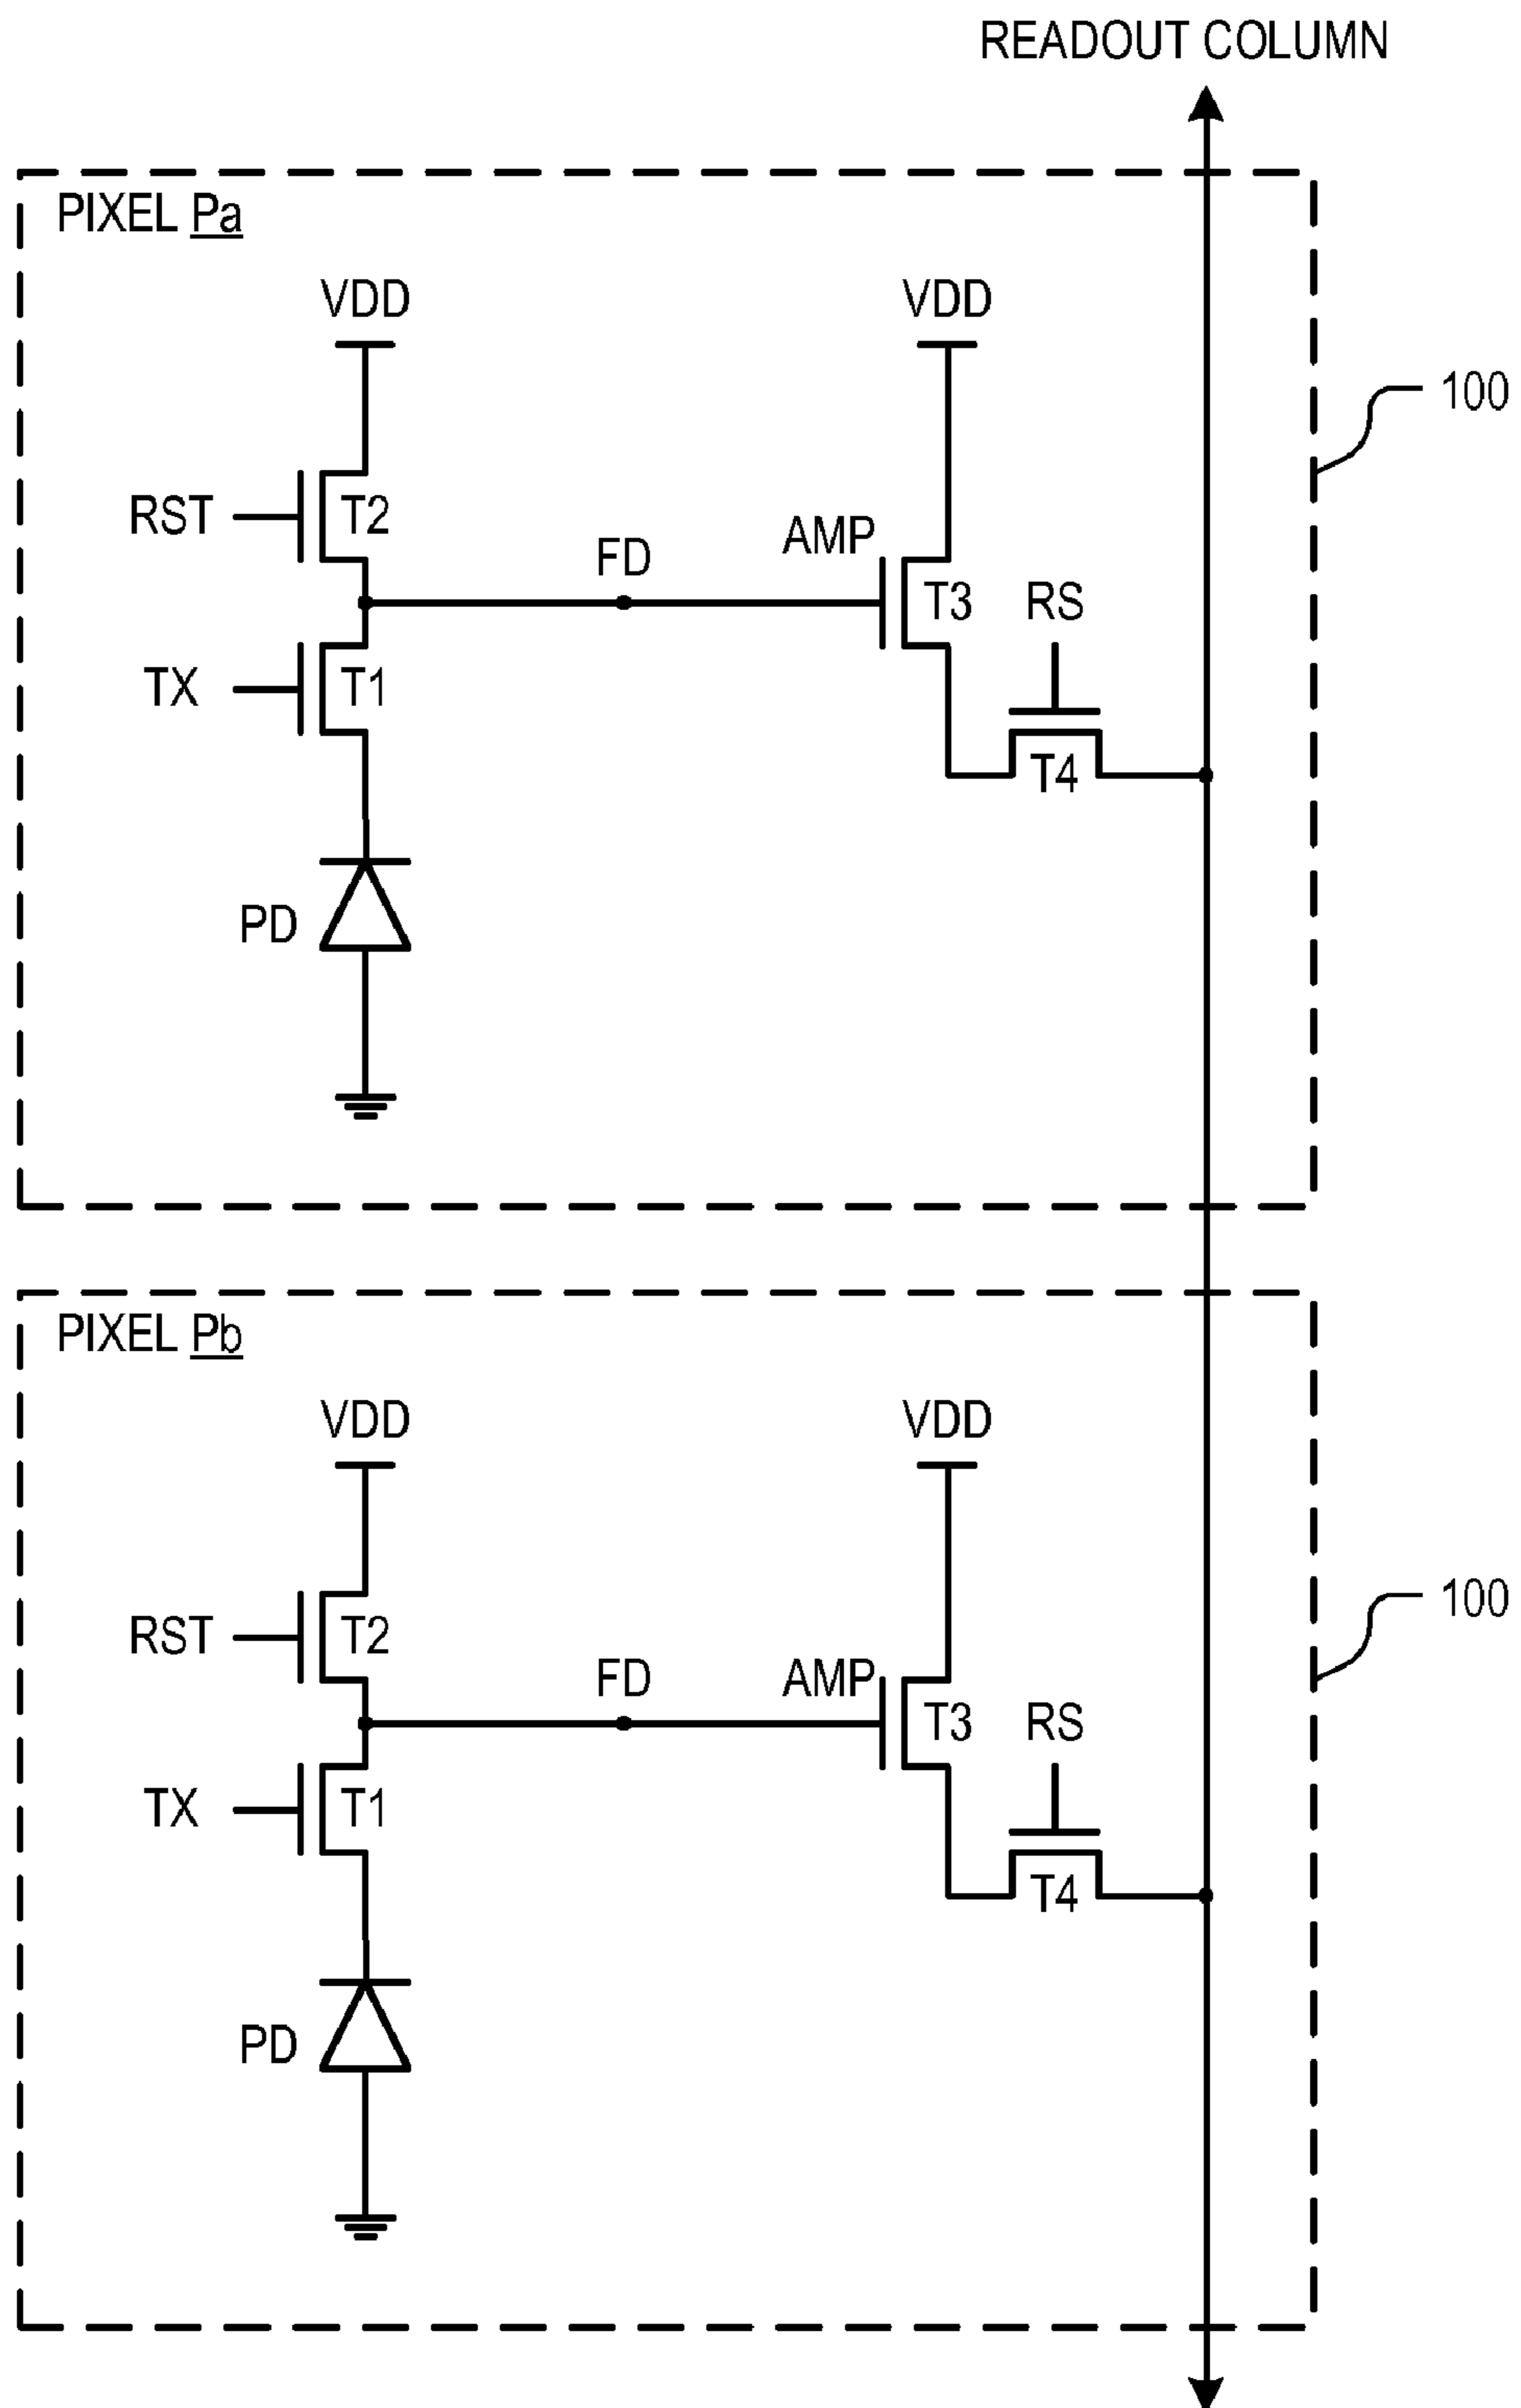 READOUT COLUMN
PIXEL Pa
VDD
VDD
100
RST
T2
FD
AMP
T3
RS
TX
T1
T4
PD
PIXEL Pb
VDD
VDD
100
RST
T2
FD
AMP
T3
RS
TX
T1
T4
PD